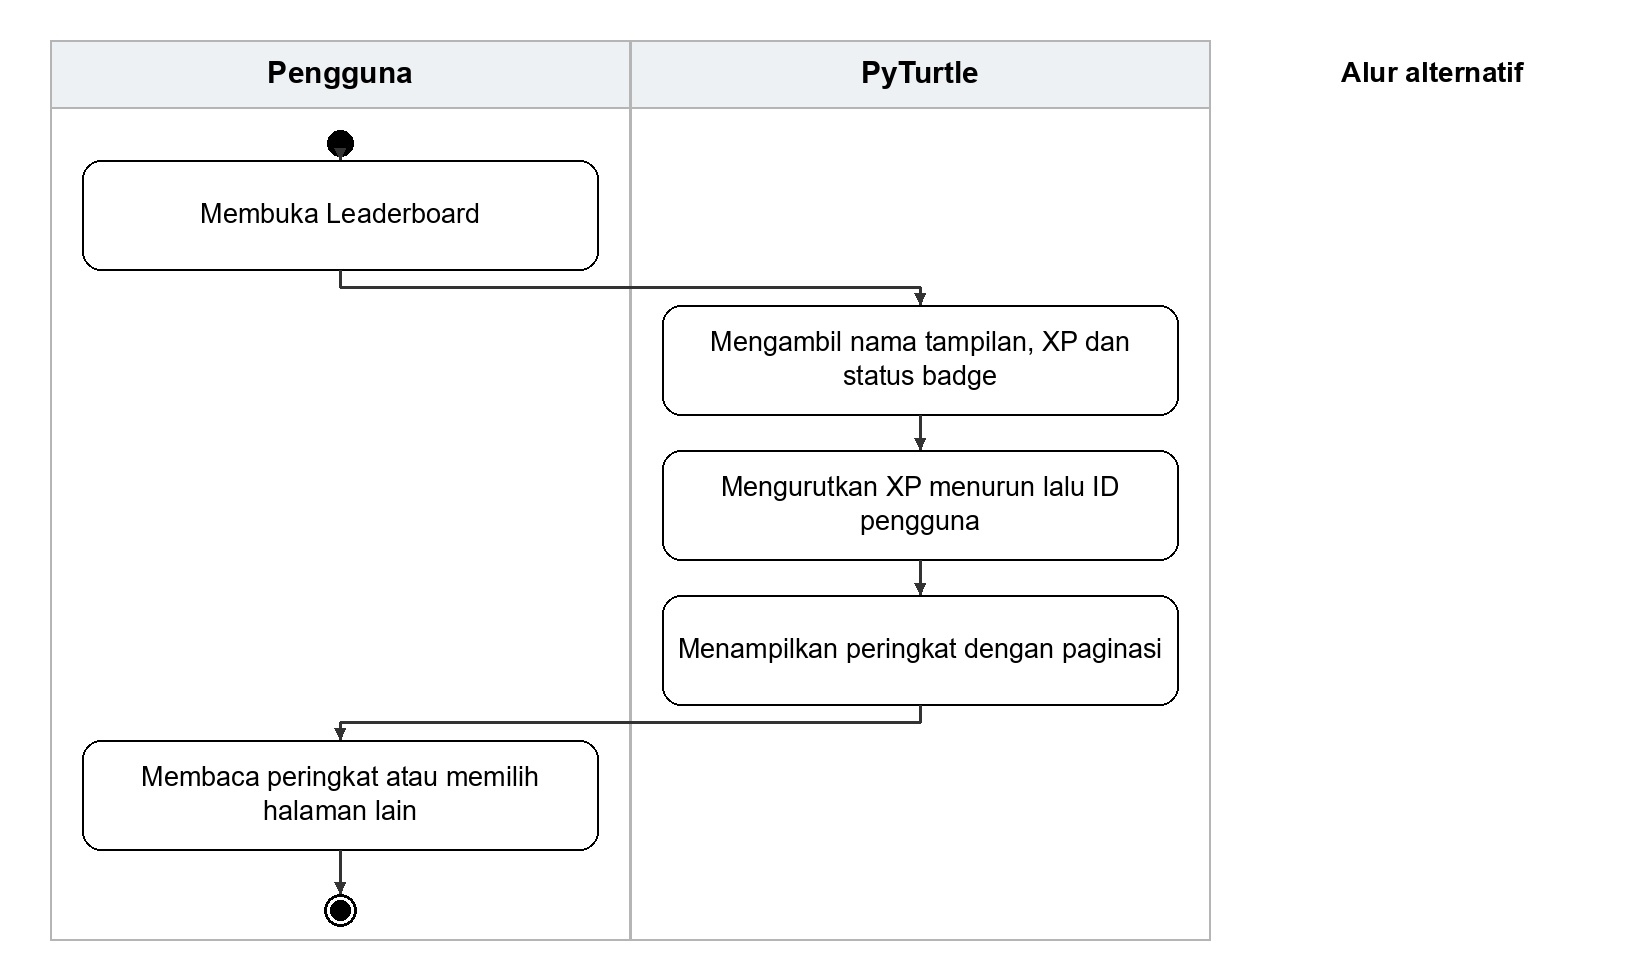 Pengguna
PyTurtle
Alur alternatif
Membuka Leaderboard
Mengambil nama tampilan, XP dan
status badge
Mengurutkan XP menurun lalu ID
pengguna
Menampilkan peringkat dengan paginasi
Membaca peringkat atau memilih
halaman lain